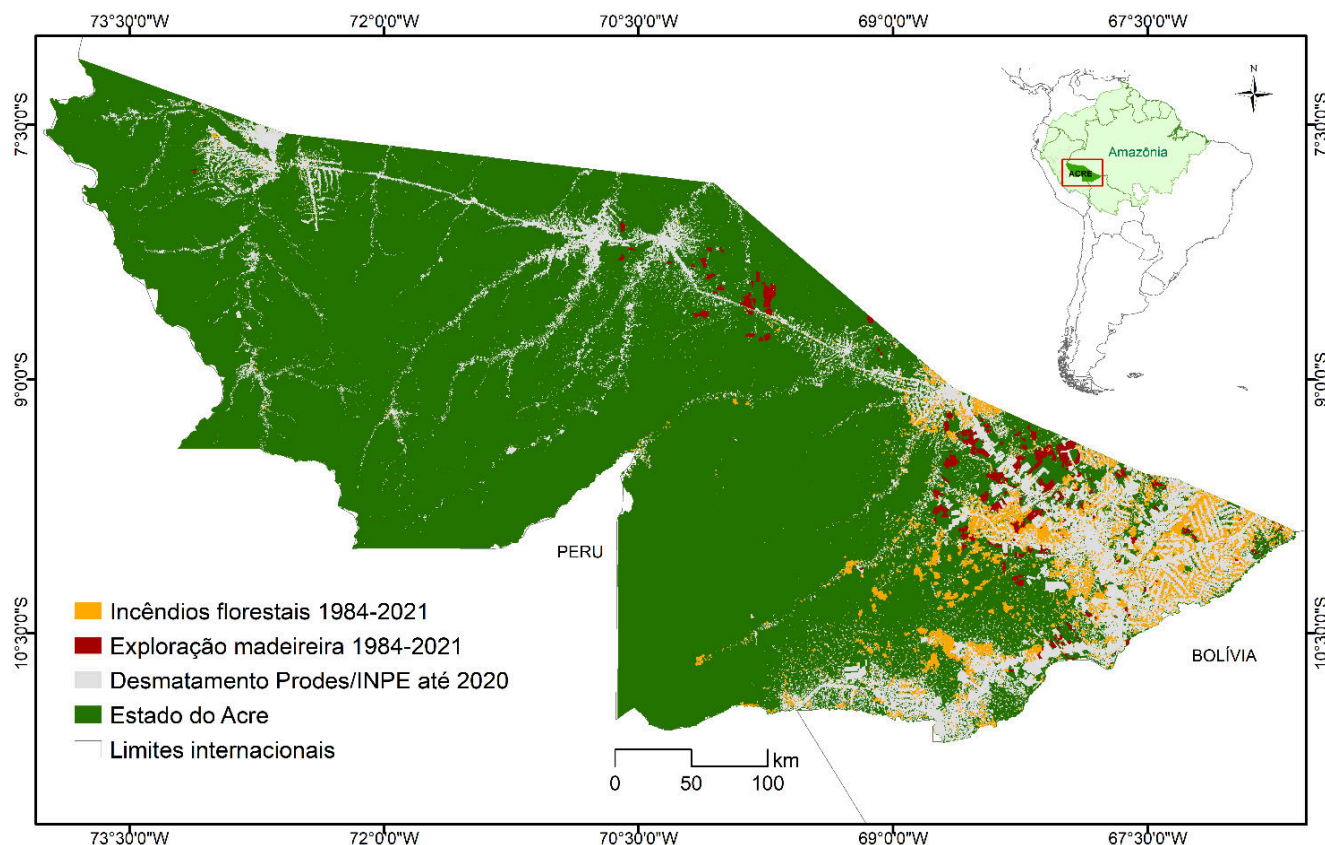 73°30'0"W 72°0'0"W 70°30'0"W 69°0'0"W 67°30'0"W
7°30'0"S
9°0'0"S
10°30'0"S
N
Amazônia
ACRE
7°30'0"S
9°0'0"S
10°30'0"S
PERU
BOLÍVIA
Incêndios florestais 1984-2021
Exploração madeireira 1984-2021
Desmatamento Prodes/INPE até 2020
Estado do Acre
Limites internacionais
km
0 50 100
73°30'0"W 72°0'0"W 70°30'0"W 69°0'0"W 67°30'0"W